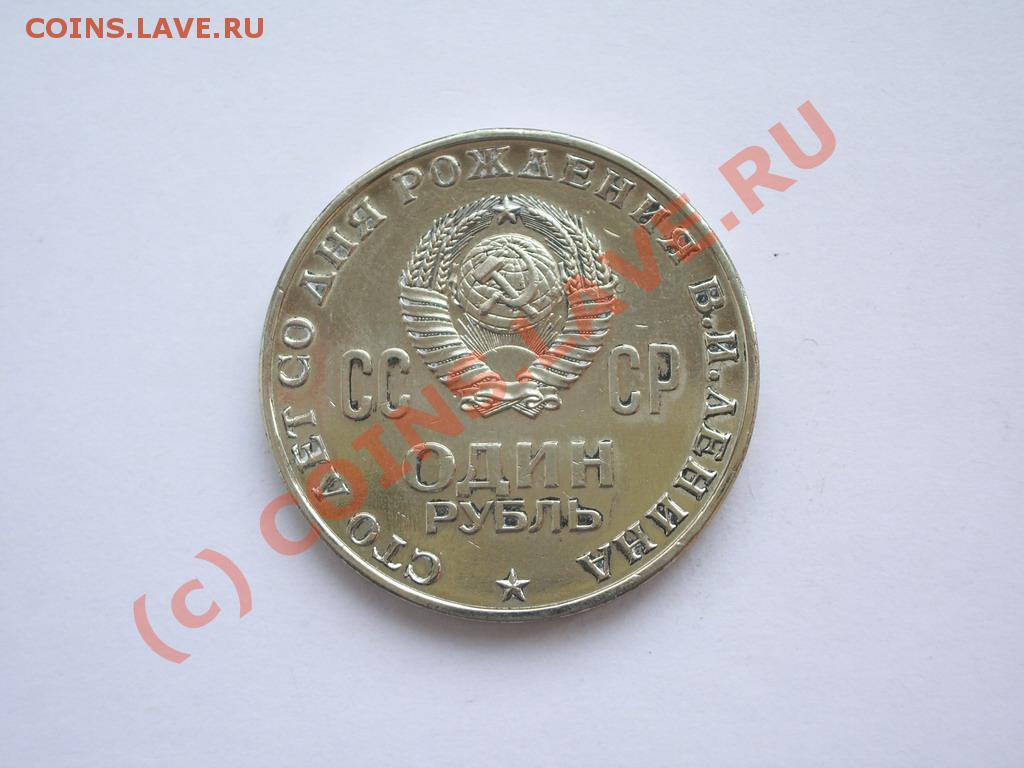 COINS.LAVE.RU
СТО ЛЕТ СО ДНЯ РОЖДЕНИЯ В.И.ЛЕНИНА
СС СР
ОДИН
РУБЛЬ
(c) COINS.LAVE.RU